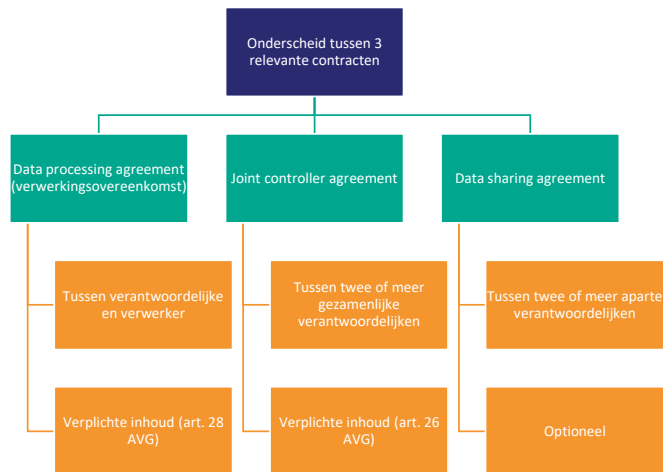 Onderscheid tussen 3
relevante contracten
Data processing agreement
(verwerkingsovereenkomst)
Joint controller agreement
Data sharing agreement
Tussen verantwoordelijke
en verwerker
Tussen twee of meer
gezamenlijke
verantwoordelijken
Tussen twee of meer aparte
verantwoordelijken
Verplichte inhoud (art. 28
AVG)
Verplichte inhoud (art. 26
AVG)
Optioneel